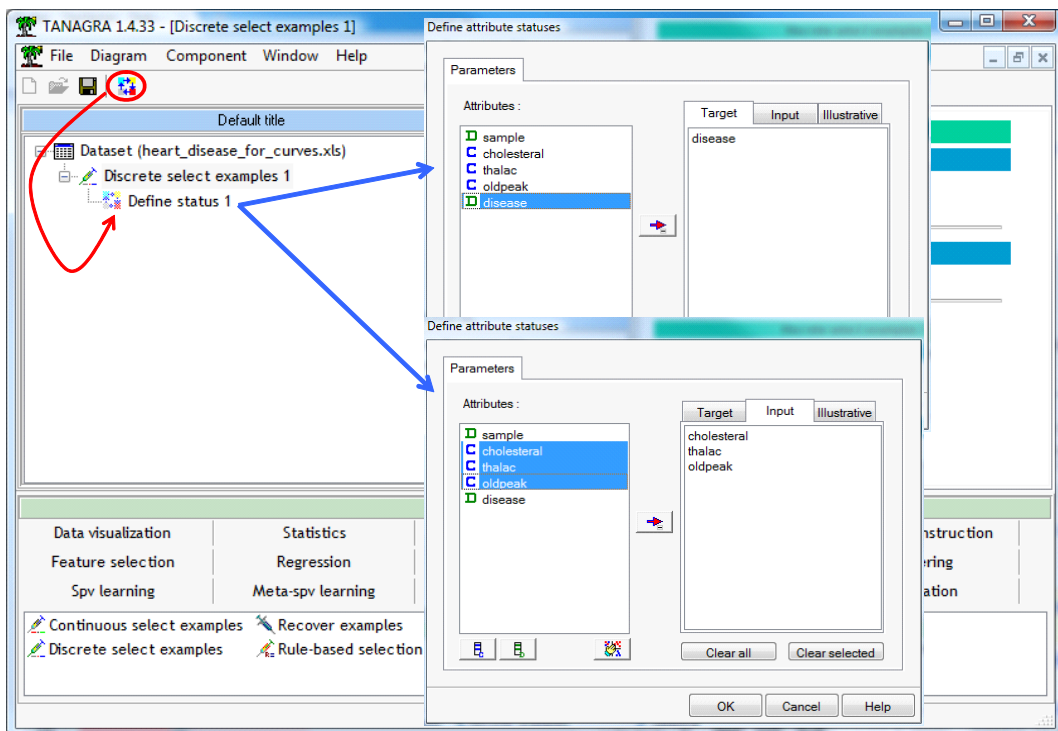 TANAGRA 1.4.33 - [Discrete select examples 1]
File Diagram Component Window Help
Default title
Dataset (heart_disease_for_curves.xls)
Discrete select examples 1
Define status 1
Define attribute statuses
Parameters
Attributes :
Target Input Illustrative
D sample
C cholesteral
C thalac
C oldpeak
D disease
disease
Define attribute statuses
Parameters
Attributes :
Target Input Illustrative
D sample
C cholesteral
C thalac
C oldpeak
D disease
cholesteral
thalac
oldpeak
Clear all Clear selected
OK Cancel Help
Data visualization Statistics nstruction
Feature selection Regression ering
Spv learning Meta-spv learning ation
Continuous select examples Recover examples
Discrete select examples Rule-based selection